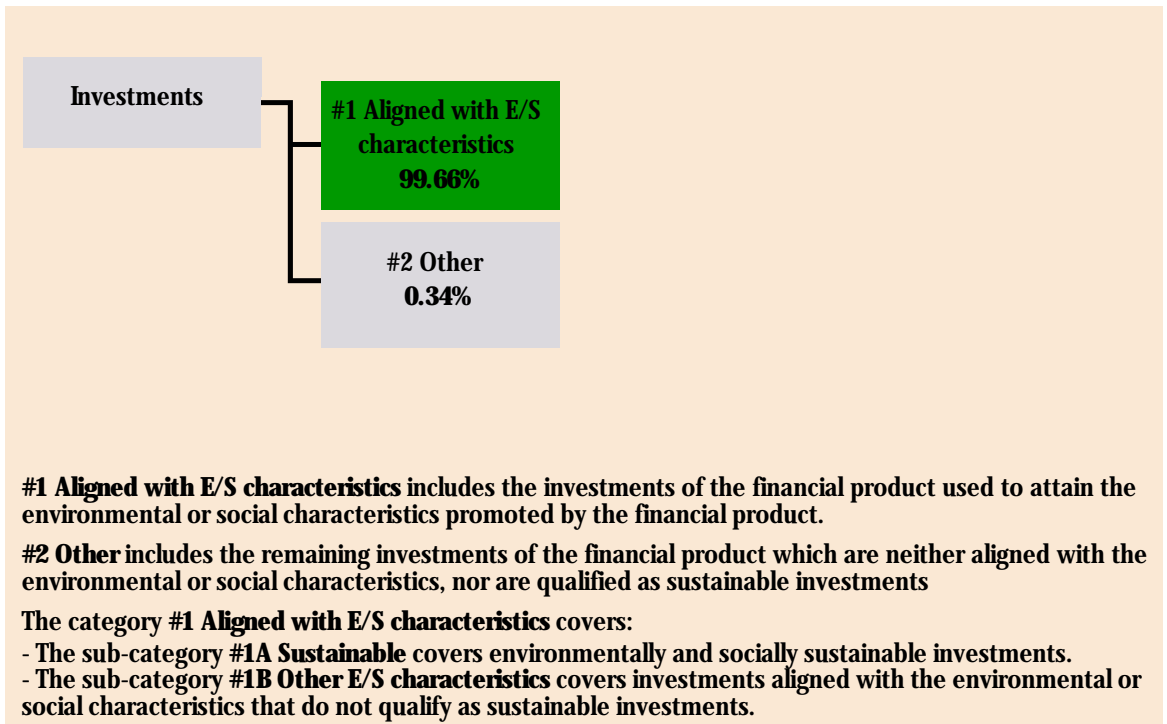 Investments
#1 Aligned with E/S
characteristics
99.66%
#2 Other
0.34%
#1 Aligned with E/S characteristics includes the investments of the financial product used to attain the
environmental or social characteristics promoted by the financial product.
#2 Other includes the remaining investments of the financial product which are neither aligned with the
environmental or social characteristics, nor are qualified as sustainable investments
The category #1 Aligned with E/S characteristics covers:
- The sub-category #1A Sustainable covers environmentally and socially sustainable investments.
- The sub-category #1B Other E/S characteristics covers investments aligned with the environmental or
social characteristics that do not qualify as sustainable investments.